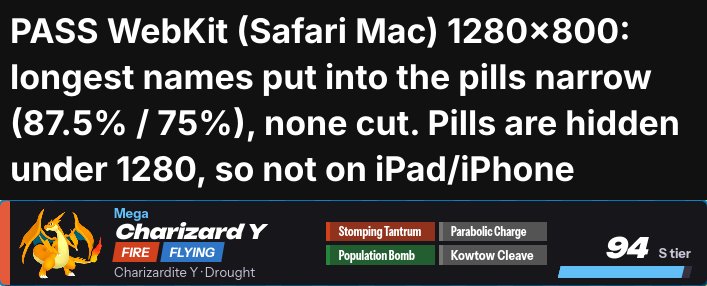 PASS WebKit (Safari Mac) 1280×800:
longest names put into the pills narrow
(87.5% / 75%), none cut. Pills are hidden
under 1280, so not on iPad/iPhone
Mega
Charizard Y
FIRE FLYING
Charizardite Y · Drought
Stomping Tantrum Parabolic Charge
Population Bomb Kowtow Cleave
94 S tier